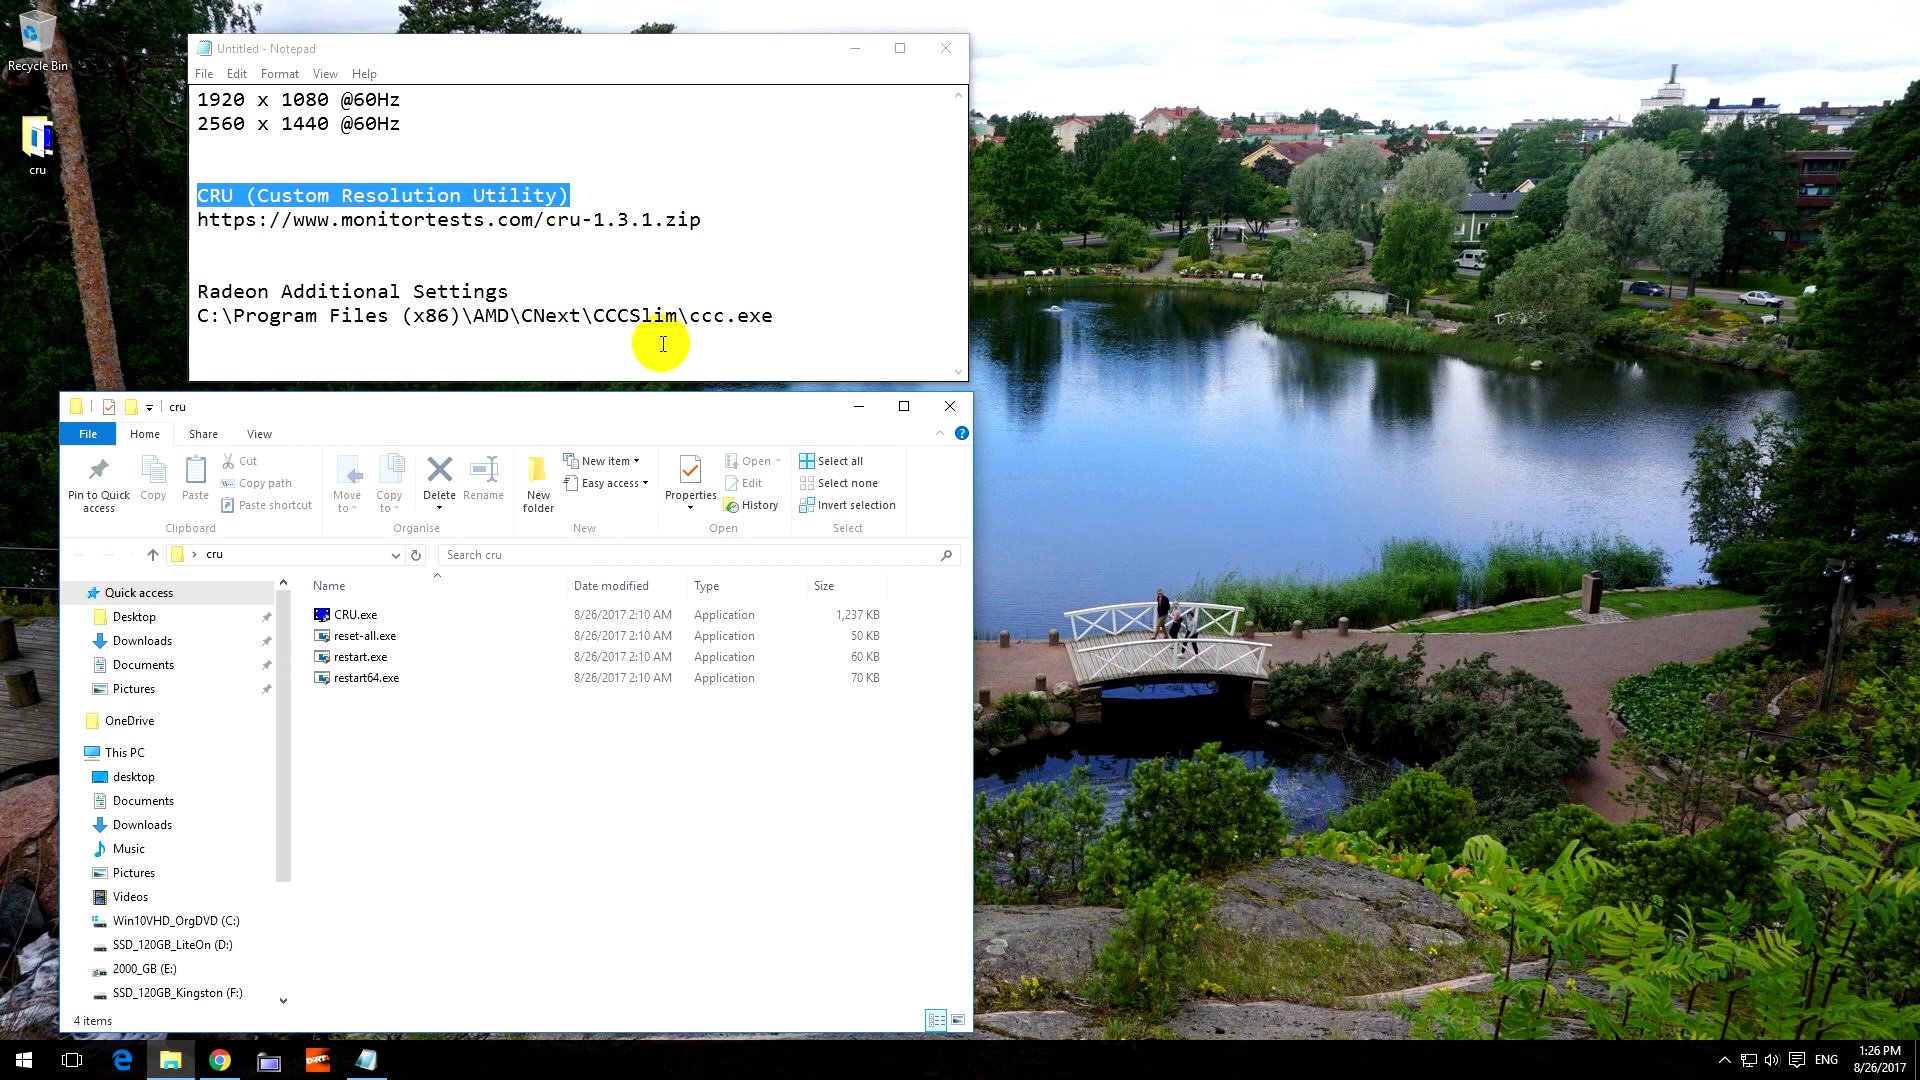 Recycle Bin
cru
Untitled - Notepad
File Edit Format View Help
1920 x 1080 @60Hz
2560 x 1440 @60Hz
CRU (Custom Resolution Utility)
https://www.monitortests.com/cru-1.3.1.zip
Radeon Additional Settings
C:\Program Files (x86)\AMD\CNext\CCCSlim\ccc.exe
cru
File Home Share View
Pin to Quick access
Copy
Paste
Cut
Copy path
Paste shortcut
Clipboard
Move to
Copy to
Delete
Rename
Organise
New folder
New item
Easy access
New
Properties
Open
Edit
History
Open
Select all
Select none
Invert selection
Select
cru
Search cru
Name Date modified Type Size
CRU.exe 8/26/2017 2:10 AM Application 1,237 KB
reset-all.exe 8/26/2017 2:10 AM Application 50 KB
restart.exe 8/26/2017 2:10 AM Application 60 KB
restart64.exe 8/26/2017 2:10 AM Application 70 KB
Quick access
Desktop
Downloads
Documents
Pictures
OneDrive
This PC
desktop
Documents
Downloads
Music
Pictures
Videos
Win10VHD_OrgDVD (C:)
SSD_120GB_LiteOn (D:)
2000_GB (E:)
SSD_120GB_Kingston (F:)
4 items
ENG
1:26 PM
8/26/2017